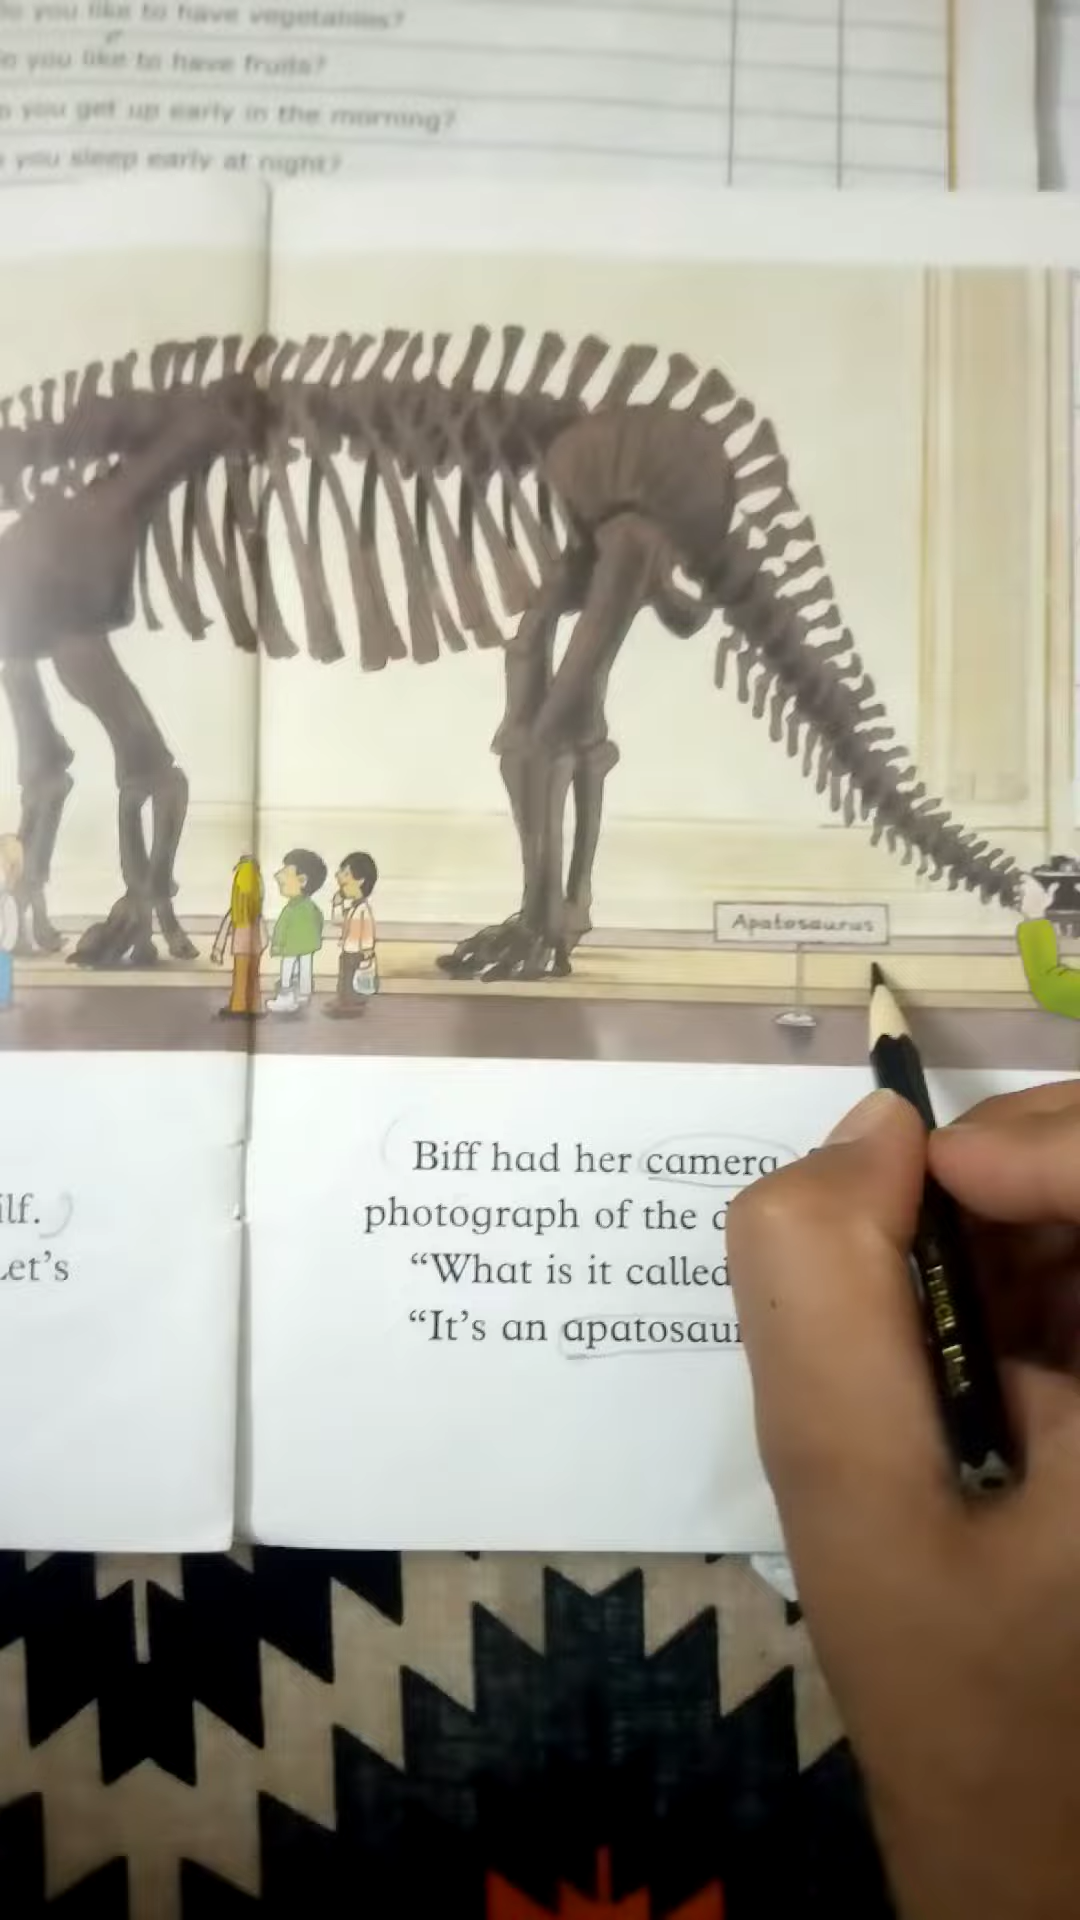 you like to have vegetables?
you like to have fruits?
you get up early in the morning?
you sleep early at night?
Apatosaurus
ilf.
Let's
Biff had her camera
photograph of the d
"What is it called
"It's an apatosau
PENCIL